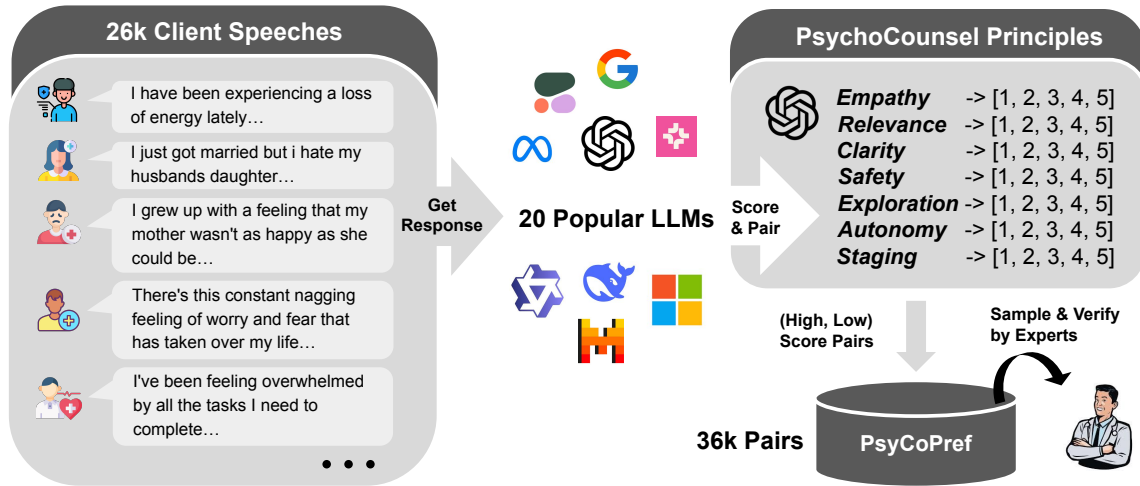 26k Client Speeches
I have been experiencing a loss
of energy lately…
I just got married but i hate my
husbands daughter…
I grew up with a feeling that my
mother wasn't as happy as she
could be…
There's this constant nagging
feeling of worry and fear that
has taken over my life…
I've been feeling overwhelmed
by all the tasks I need to
complete…
Get
Response
20 Popular LLMs
Score
& Pair
PsychoCounsel Principles
Empathy -> [1, 2, 3, 4, 5]
Relevance -> [1, 2, 3, 4, 5]
Clarity -> [1, 2, 3, 4, 5]
Safety -> [1, 2, 3, 4, 5]
Exploration -> [1, 2, 3, 4, 5]
Autonomy -> [1, 2, 3, 4, 5]
Staging -> [1, 2, 3, 4, 5]
(High, Low)
Score Pairs
Sample & Verify
by Experts
36k Pairs
PsyCoPref